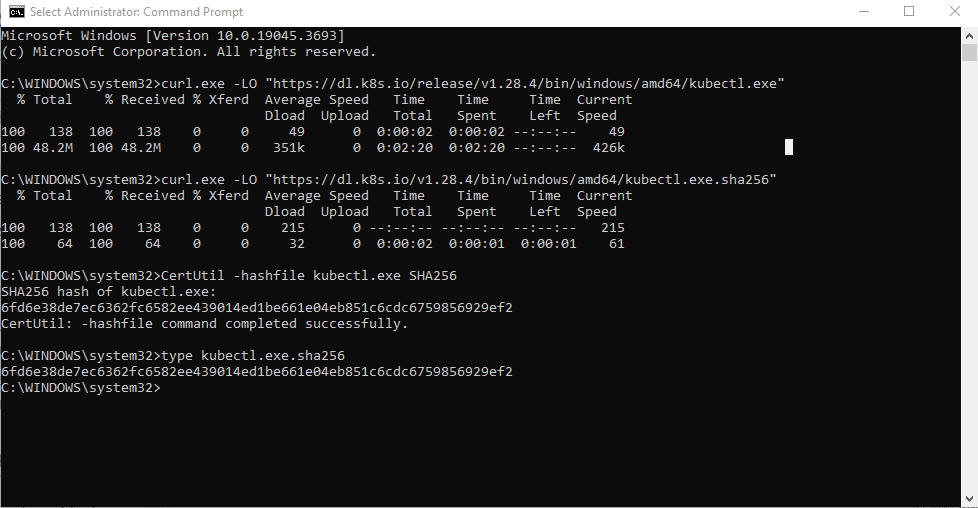 Select Administrator: Command Prompt
Microsoft Windows [Version 10.0.19045.3693]
(c) Microsoft Corporation. All rights reserved.
C:\WINDOWS\system32>curl.exe -LO "https://dl.k8s.io/release/v1.28.4/bin/windows/amd64/kubectl.exe"
  % Total    % Received % Xferd  Average Speed   Time    Time     Time  Current
                                 Dload  Upload   Total   Spent    Left  Speed
100   138  100   138    0     0     49      0  0:00:02  0:00:02 --:--:--    49
100 48.2M  100 48.2M    0     0   351k      0  0:02:20  0:02:20 --:--:--  426k
C:\WINDOWS\system32>curl.exe -LO "https://dl.k8s.io/v1.28.4/bin/windows/amd64/kubectl.exe.sha256"
  % Total    % Received % Xferd  Average Speed   Time    Time     Time  Current
                                 Dload  Upload   Total   Spent    Left  Speed
100   138  100   138    0     0    215      0 --:--:-- --:--:-- --:--:--   215
100    64  100    64    0     0     32      0  0:00:02  0:00:01  0:00:01    61
C:\WINDOWS\system32>CertUtil -hashfile kubectl.exe SHA256
SHA256 hash of kubectl.exe:
6fd6e38de7ec6362fc6582ee439014ed1be661e04eb851c6cdc6759856929ef2
CertUtil: -hashfile command completed successfully.
C:\WINDOWS\system32>type kubectl.exe.sha256
6fd6e38de7ec6362fc6582ee439014ed1be661e04eb851c6cdc6759856929ef2
C:\WINDOWS\system32>